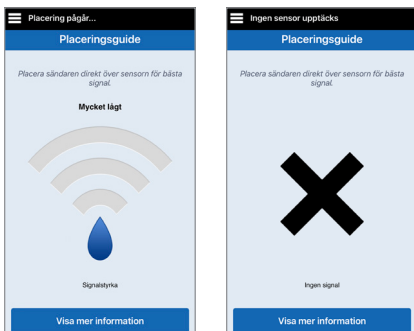 Placering pågår...
Placeringsguide
Placera sändaren direkt över sensorn för bästa
signal.
Mycket lågt
Signalstyrka
Visa mer information
Ingen sensor upptäcks
Placeringsguide
Placera sändaren direkt över sensorn för bästa
signal.
Ingen signal
Visa mer information